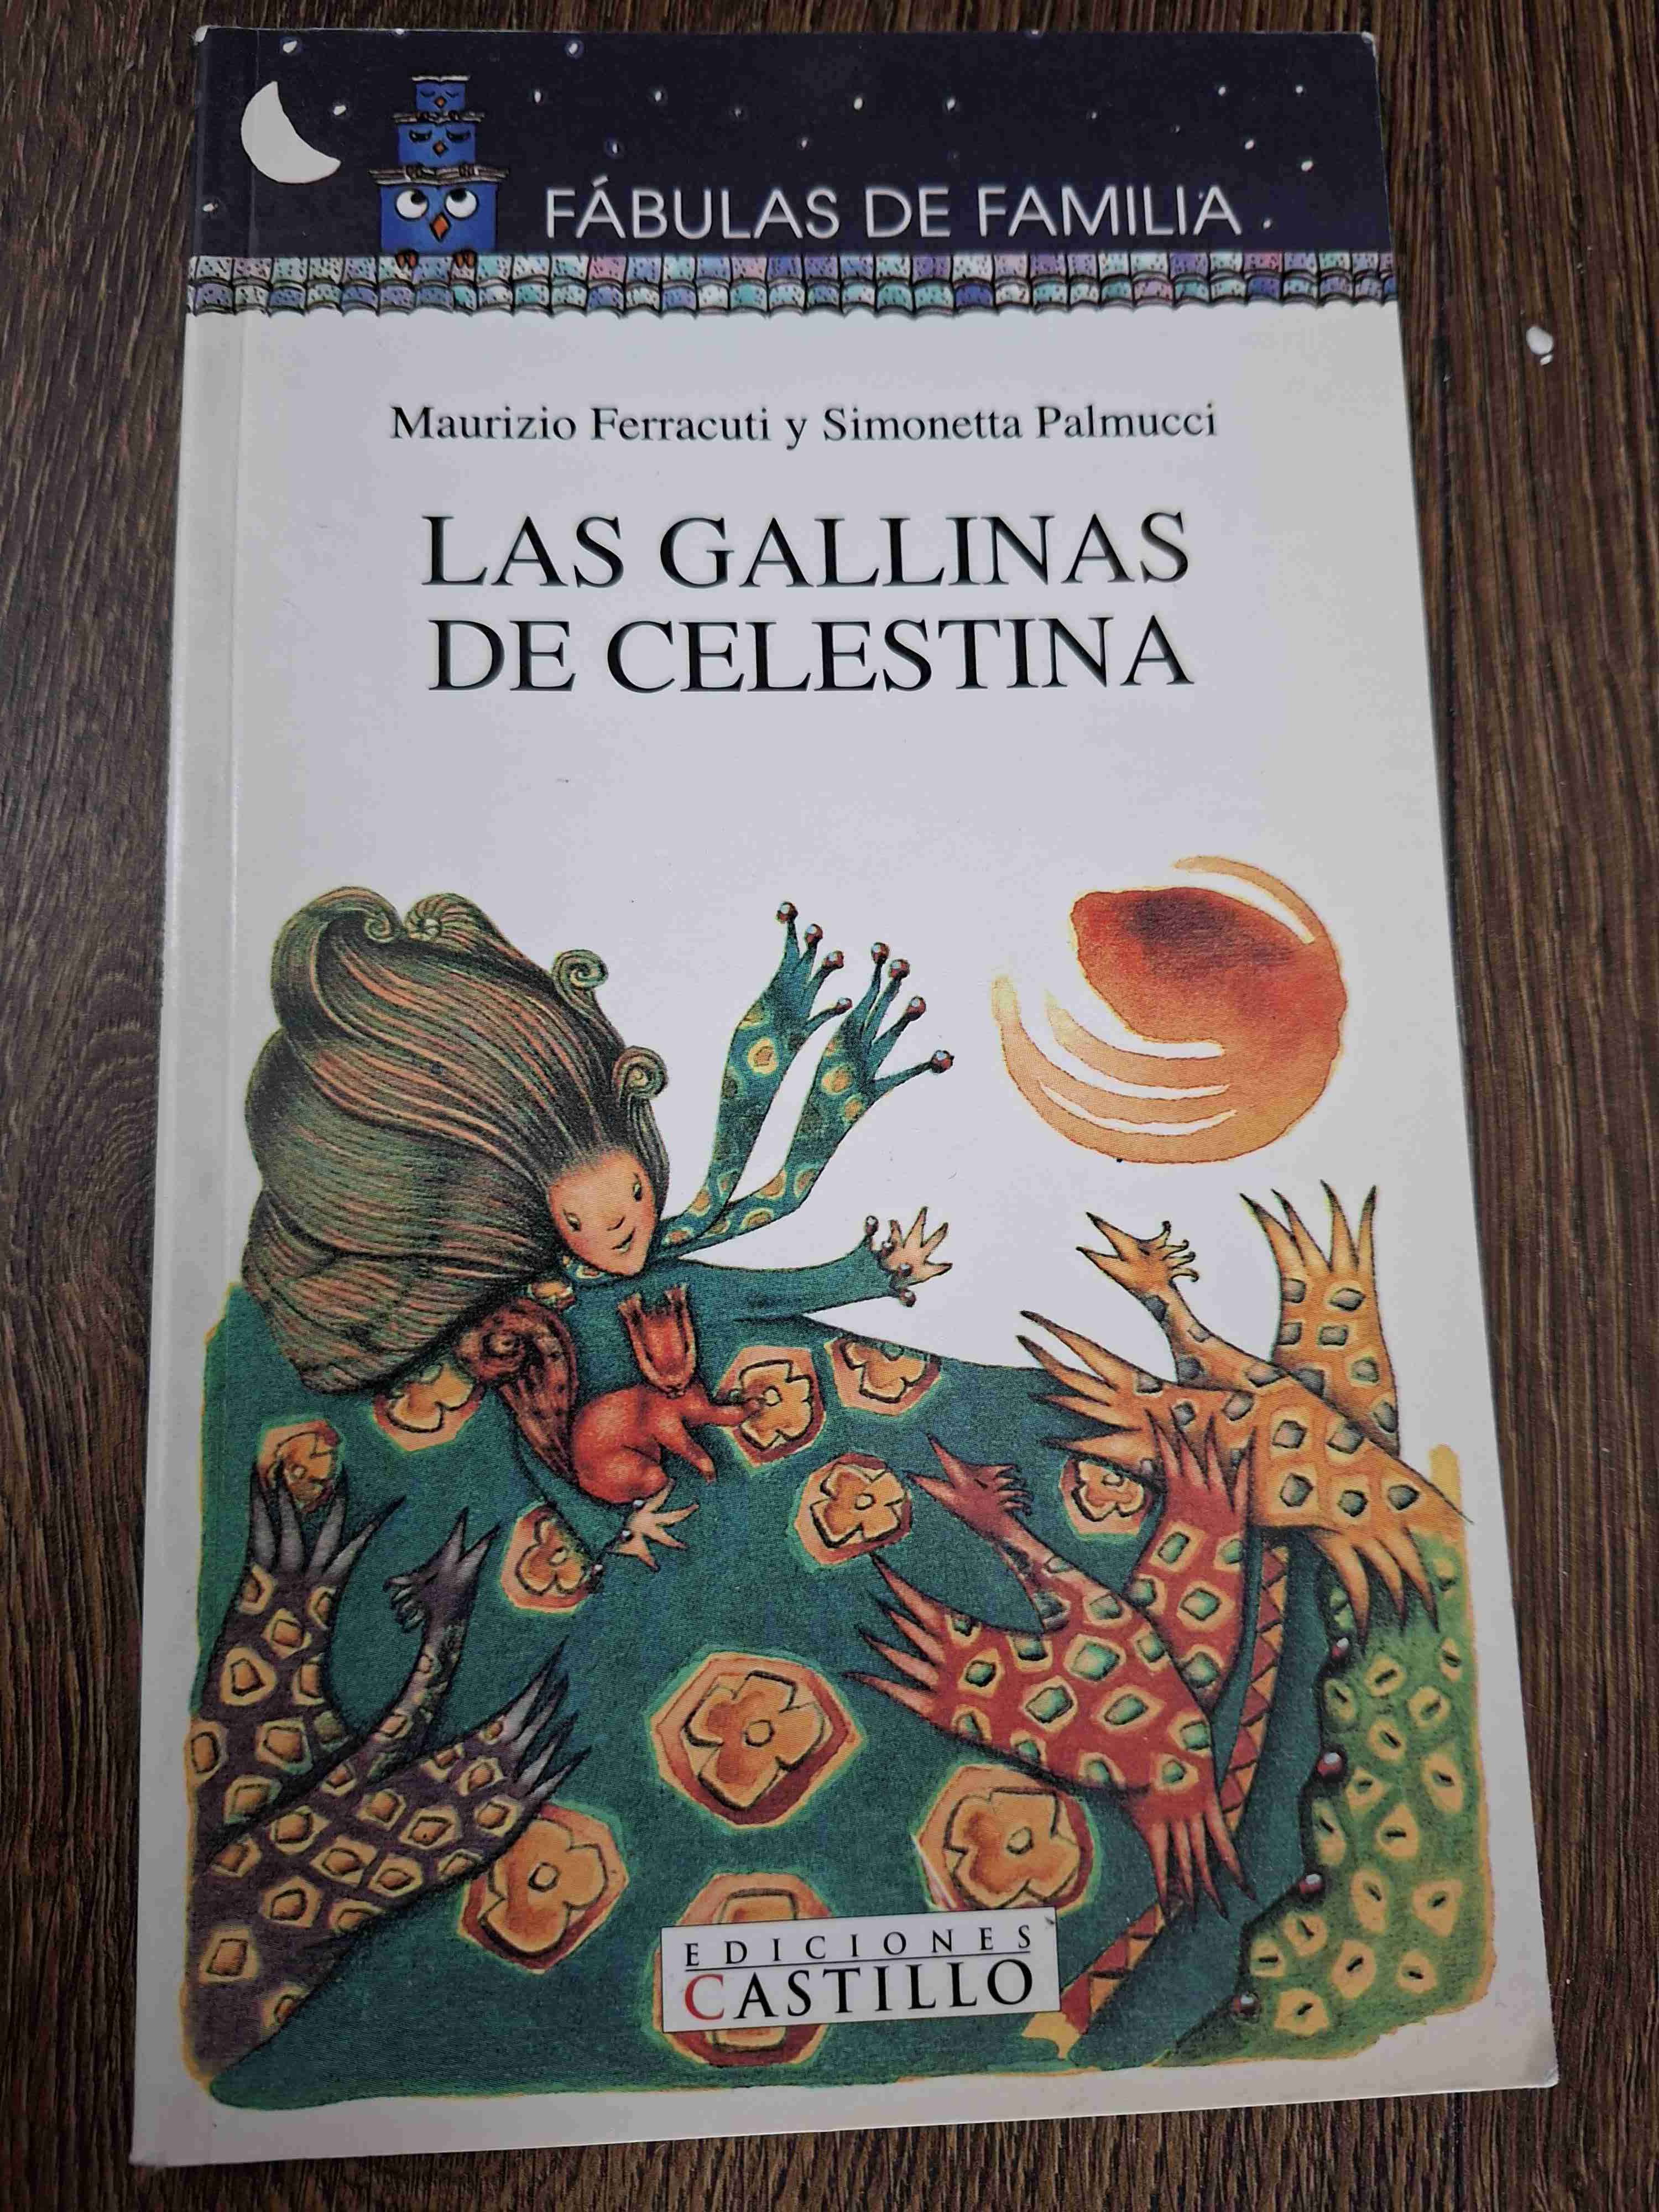 FÁBULAS DE FAMILIA
Maurizio Ferracuti y Simonetta Palmucci
LAS GALLINAS
DE CELESTINA
EDICIONES
CASTILLO